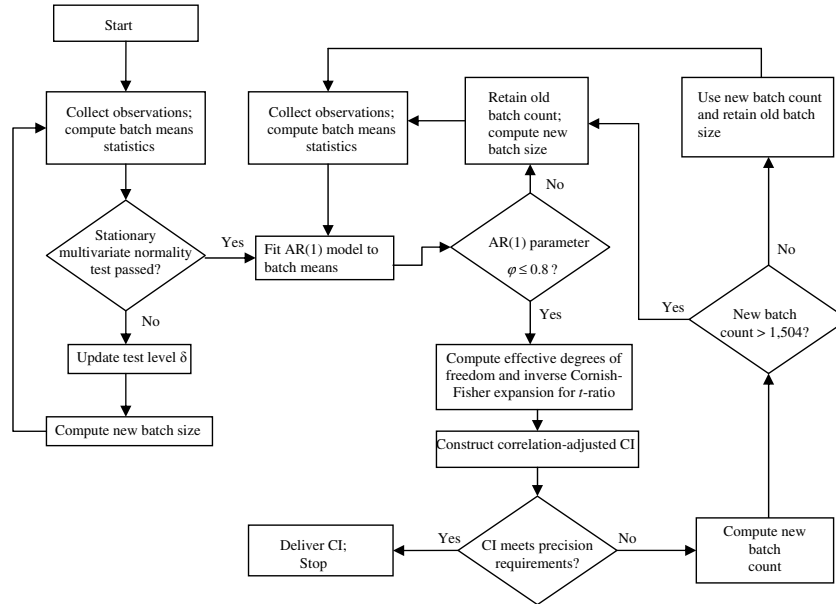 Start
Collect observations;
compute batch means
statistics
Stationary
multivariate normality
test passed?
Yes
No
Update test level δ
Compute new batch size
Collect observations;
compute batch means
statistics
Fit AR(1) model to
batch means
Retain old
batch count;
compute new
batch size
No
AR(1) parameter
φ ≤ 0.8 ?
Yes
Compute effective degrees of
freedom and inverse Cornish-
Fisher expansion for t-ratio
Construct correlation-adjusted CI
CI meets precision
requirements?
Yes
Deliver CI;
Stop
No
Compute new
batch
count
New batch
count > 1,504?
Yes
No
Use new batch count
and retain old batch
size